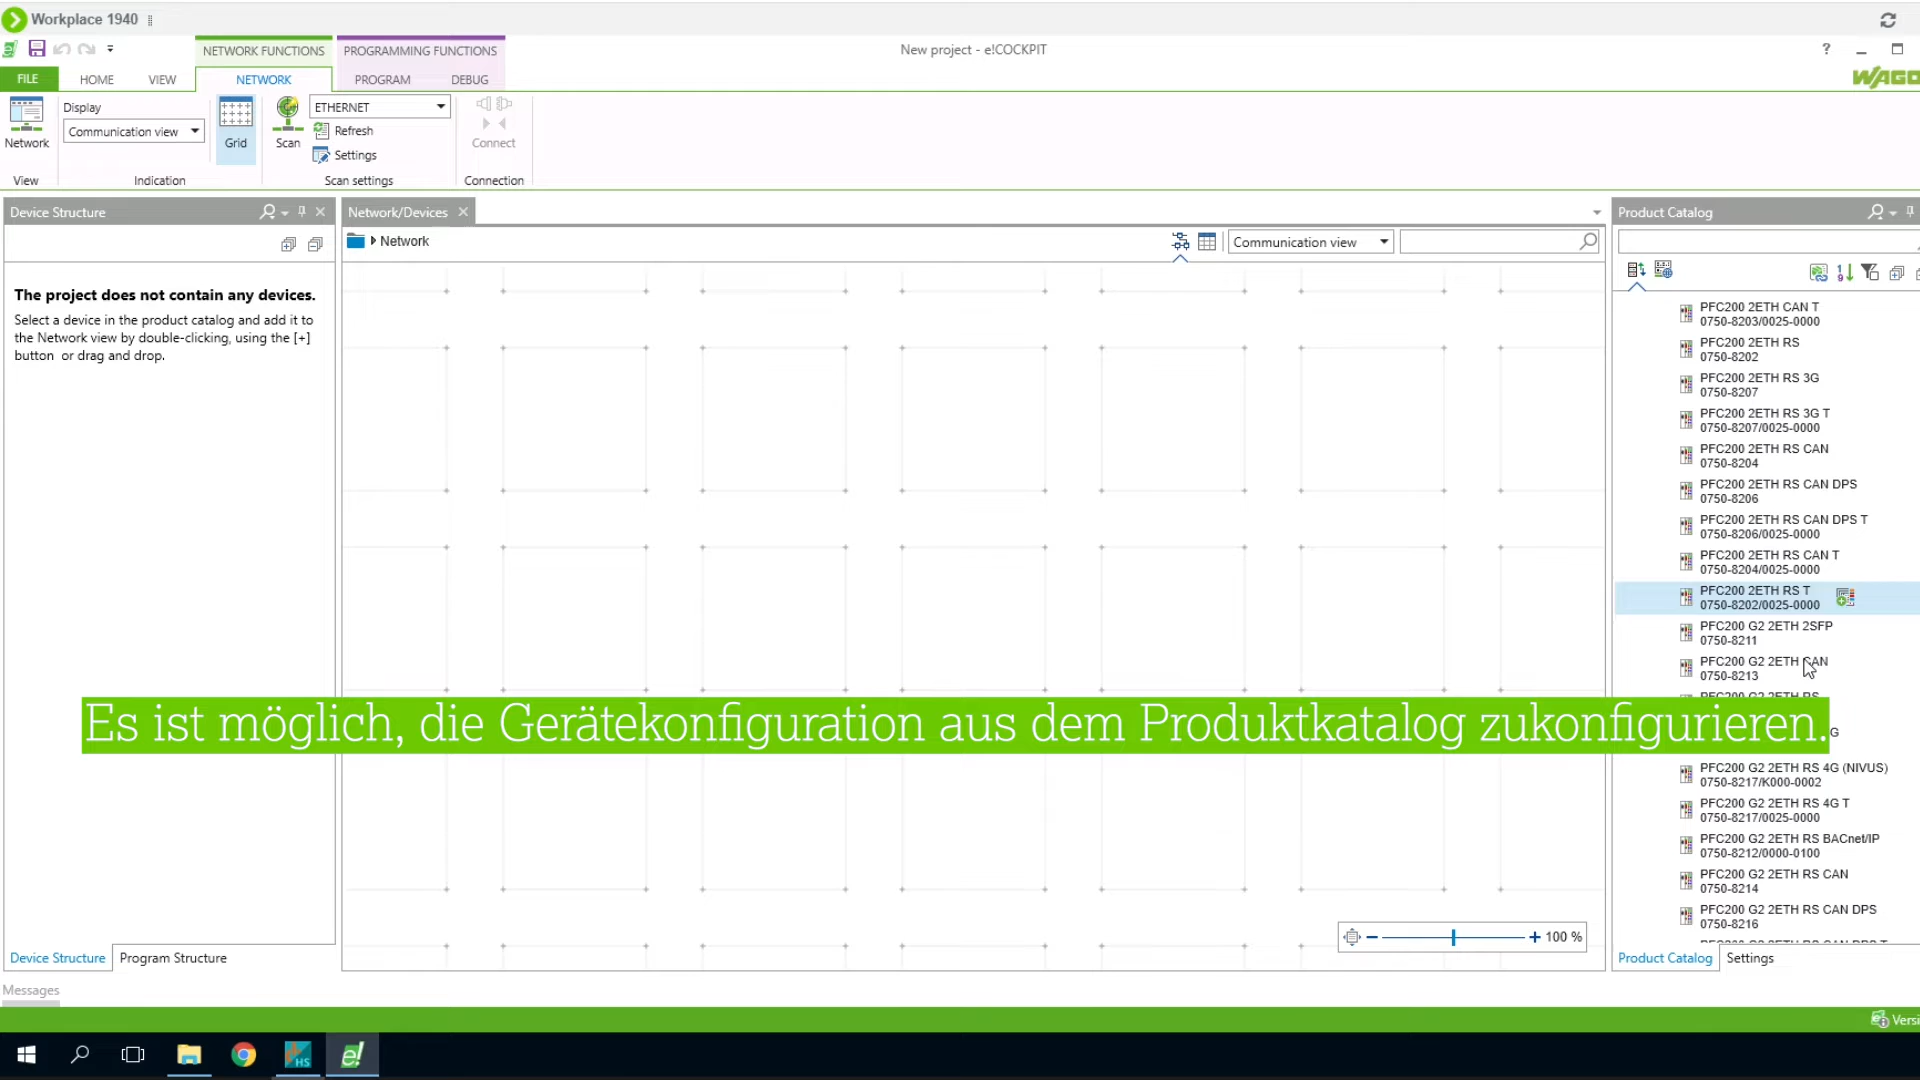 Workplace 1940
NETWORK FUNCTIONS
PROGRAMMING FUNCTIONS
New project - e!COCKPIT
?
FILE
HOME
VIEW
NETWORK
PROGRAM
DEBUG
WAGO
Network
Display
Communication view
Grid
Scan
ETHERNET
Refresh
Settings
Connect
View
Indication
Scan settings
Connection
Device Structure
The project does not contain any devices.
Select a device in the product catalog and add it to
the Network view by double-clicking, using the [+]
button or drag and drop.
Device Structure
Program Structure
Network/Devices
Network
Communication view
100 %
Product Catalog
PFC200 2ETH CAN T
0750-8203/0025-0000
PFC200 2ETH RS
0750-8202
PFC200 2ETH RS 3G
0750-8207
PFC200 2ETH RS 3G T
0750-8207/0025-0000
PFC200 2ETH RS CAN
0750-8204
PFC200 2ETH RS CAN DPS
0750-8206
PFC200 2ETH RS CAN DPS T
0750-8206/0025-0000
PFC200 2ETH RS CAN T
0750-8204/0025-0000
PFC200 2ETH RS T
0750-8202/0025-0000
PFC200 G2 2ETH 2SFP
0750-8211
PFC200 G2 2ETH CAN
0750-8213
PFC200 G2 2ETH RS
G
Es ist möglich, die Gerätekonfiguration aus dem Produktkatalog zukonfigurieren.
PFC200 G2 2ETH RS 4G (NIVUS)
0750-8217/K000-0002
PFC200 G2 2ETH RS 4G T
0750-8217/0025-0000
PFC200 G2 2ETH RS BACnet/IP
0750-8212/0000-0100
PFC200 G2 2ETH RS CAN
0750-8214
PFC200 G2 2ETH RS CAN DPS
0750-8216
Product Catalog
Settings
Messages
Versi
HS
e!